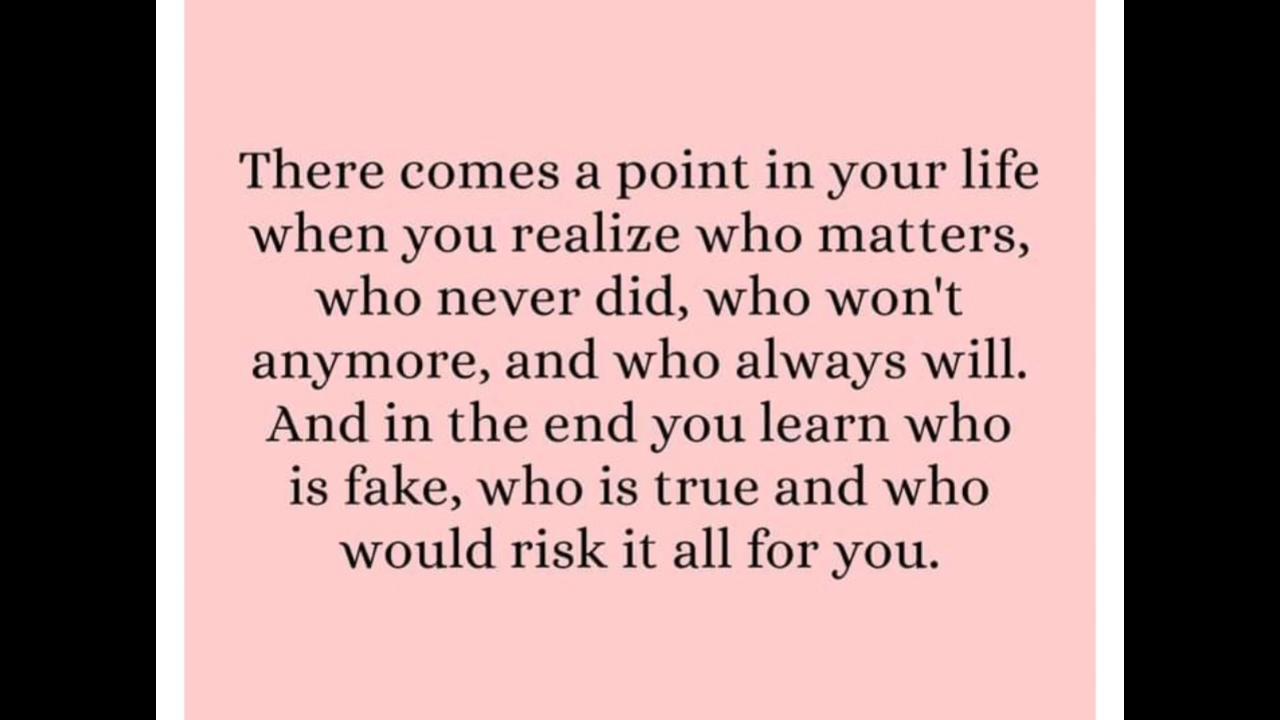 There comes a point in your life
when you realize who matters,
who never did, who won't
anymore, and who always will.
And in the end you learn who
is fake, who is true and who
would risk it all for you.